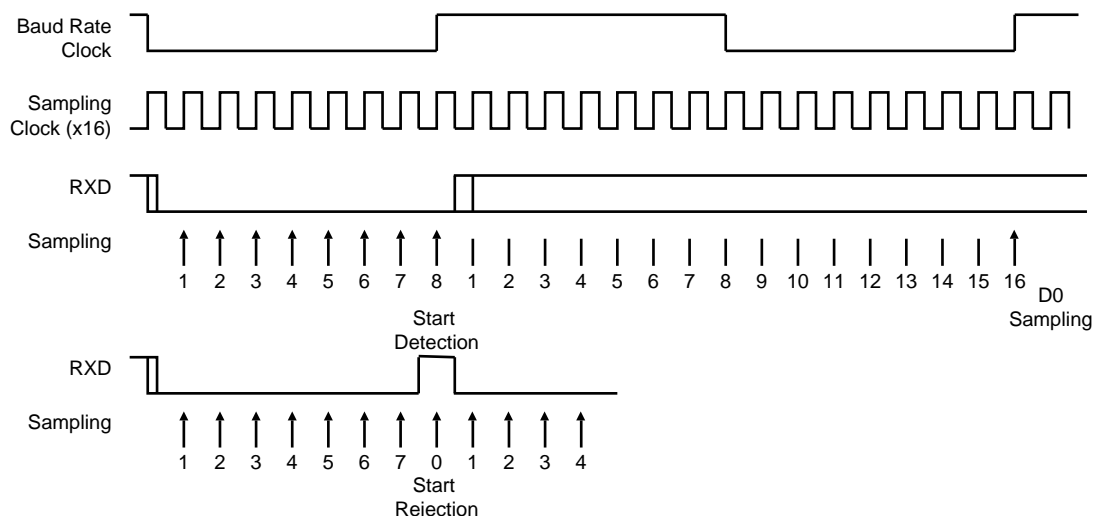 Baud Rate
Clock
Sampling
Clock (x16)
RXD
Sampling
1 2 3 4 5 6 7 8 1 2 3 4 5 6 7 8 9 10 11 12 13 14 15 16
D0
Sampling
Start
Detection
RXD
Sampling
1 2 3 4 5 6 7 0 1 2 3 4
Start
Rejection